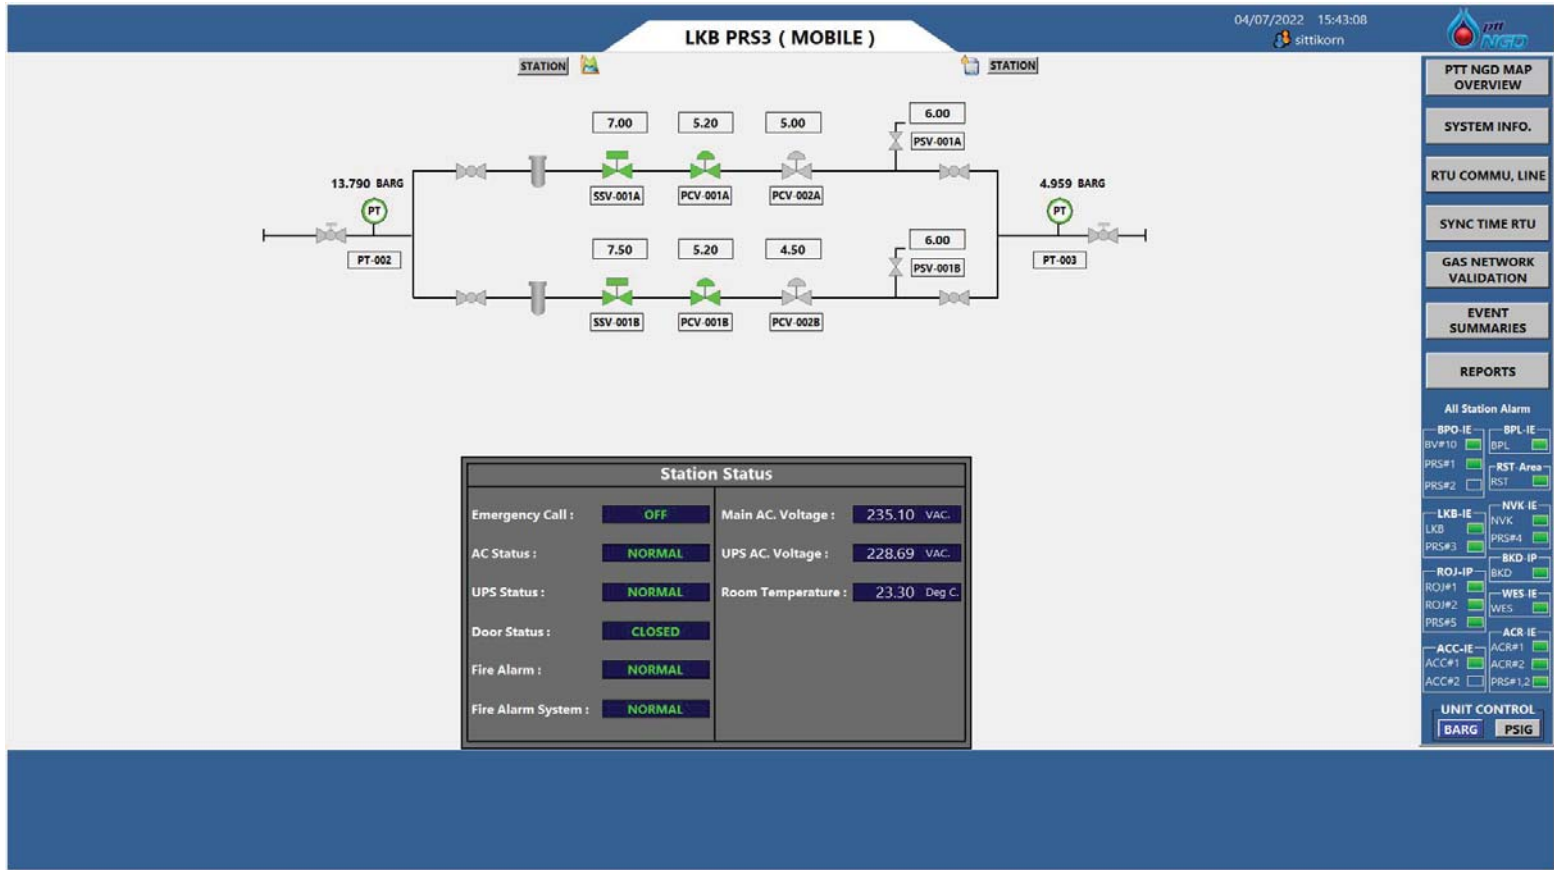 LKB PRS3 ( MOBILE )
04/07/2022 15:43:08
sittikorn
ptt
NGD
STATION
STATION
7.00
5.20
5.00
6.00
PSV-001A
13.790 BARG
SSV-001A
PCV-001A
PCV-002A
4.959 BARG
PT
PT
PT-002
7.50
5.20
4.50
6.00
PSV-001B
PT-003
SSV-001B
PCV-001B
PCV-002B
Station Status
Emergency Call : OFF
AC Status : NORMAL
UPS Status : NORMAL
Door Status : CLOSED
Fire Alarm : NORMAL
Fire Alarm System : NORMAL
Main AC. Voltage : 235.10 VAC.
UPS AC. Voltage : 228.69 VAC.
Room Temperature : 23.30 Deg C.
PTT NGD MAP
OVERVIEW
SYSTEM INFO.
RTU COMMU, LINE
SYNC TIME RTU
GAS NETWORK
VALIDATION
EVENT
SUMMARIES
REPORTS
All Station Alarm
BPO-IE
BV#10
PRS#1
PRS#2
BPL-IE
BPL
RST-Area
RST
LKB-IE
LKB
PRS#3
NVK-IE
NVK
PRS#4
BKD-IP
BKD
ROJ-IP
ROJ#1
ROJ#2
PRS#5
WES-IE
WES
ACR-IE
ACR#1
ACR#2
PRS#1,2
ACC-IE
ACC#1
ACC#2
UNIT CONTROL
BARG PSIG